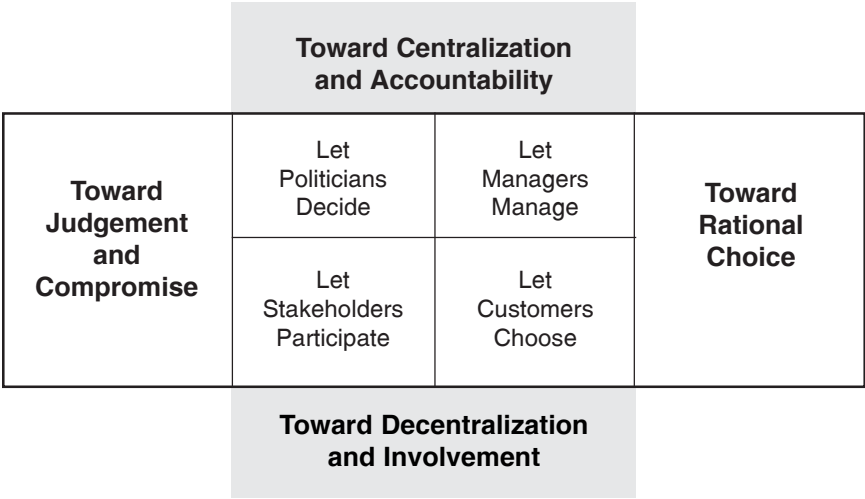 Toward Centralization
and Accountability
Toward
Judgement
and
Compromise
Let
Politicians
Decide
Let
Managers
Manage
Toward
Rational
Choice
Let
Stakeholders
Participate
Let
Customers
Choose
Toward Decentralization
and Involvement